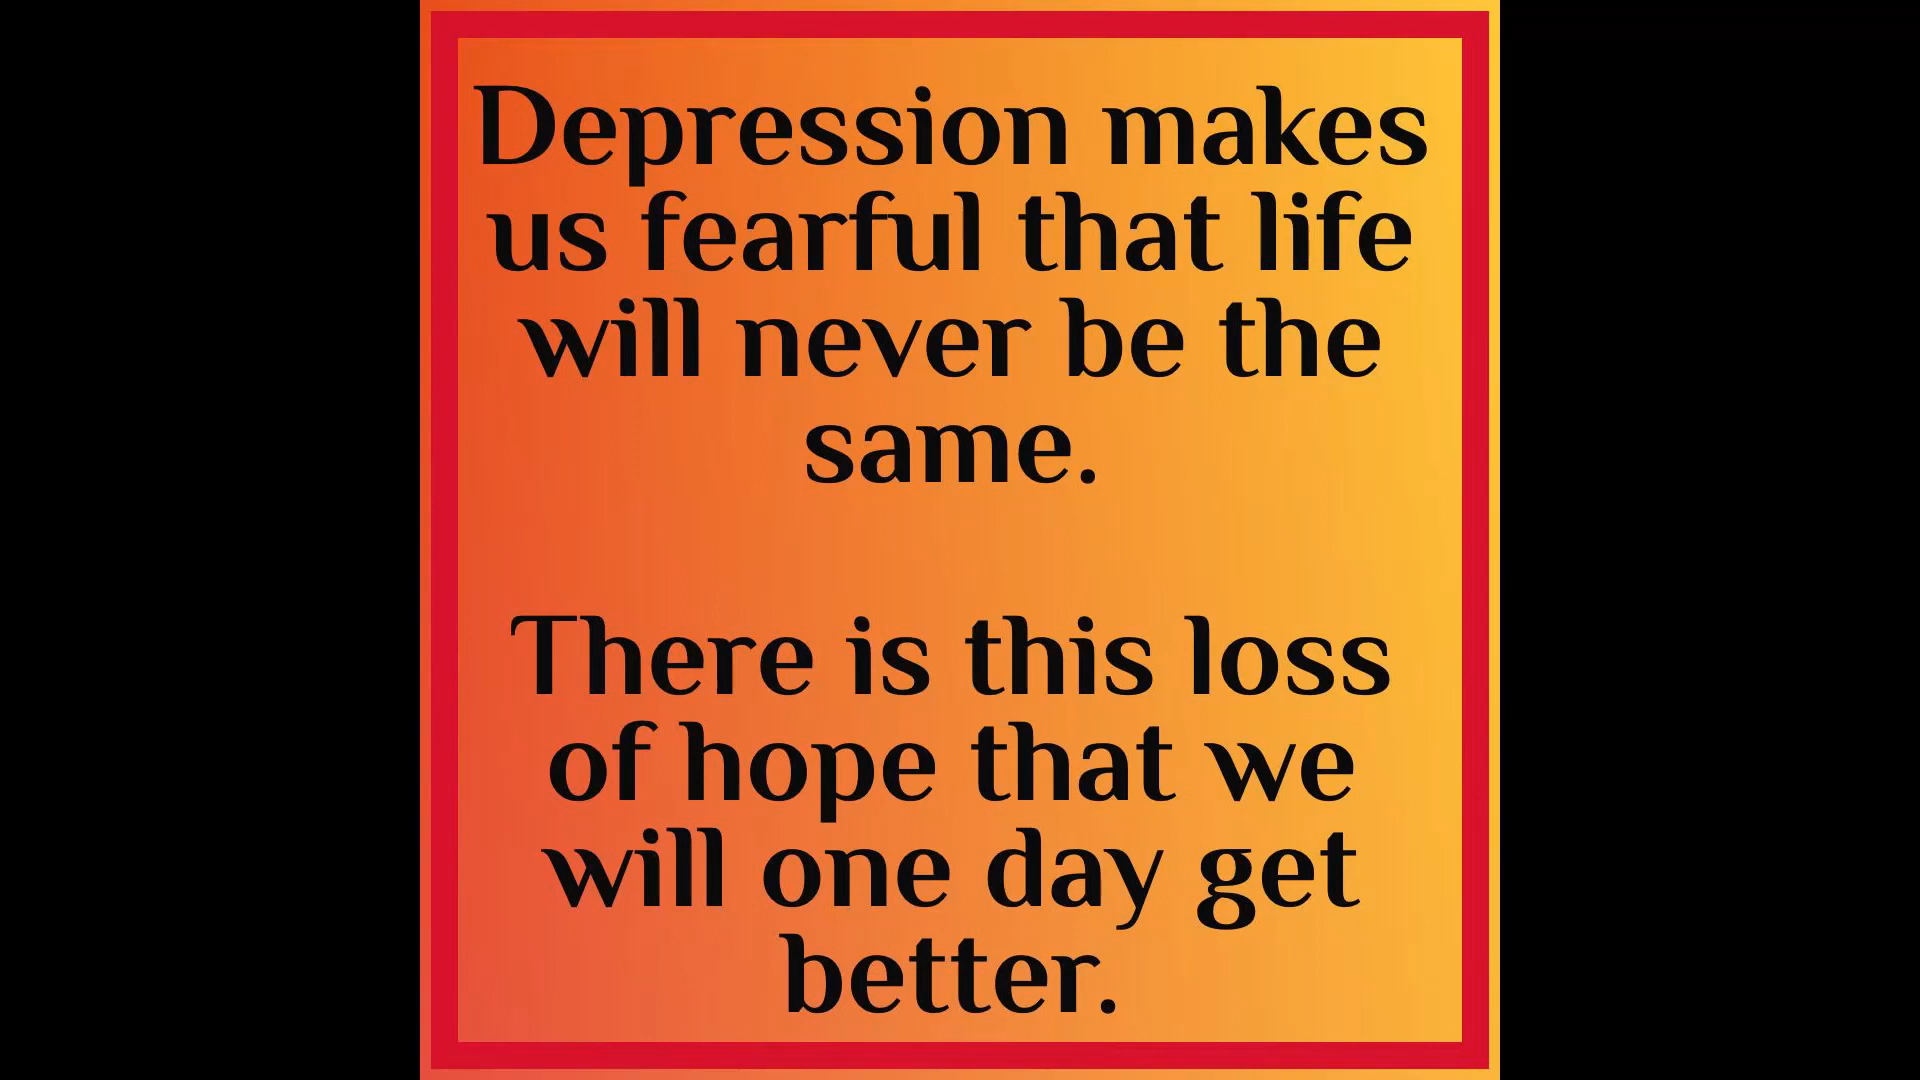 Depression makes
us fearful that life
will never be the
same.
There is this loss
of hope that we
will one day get
better.